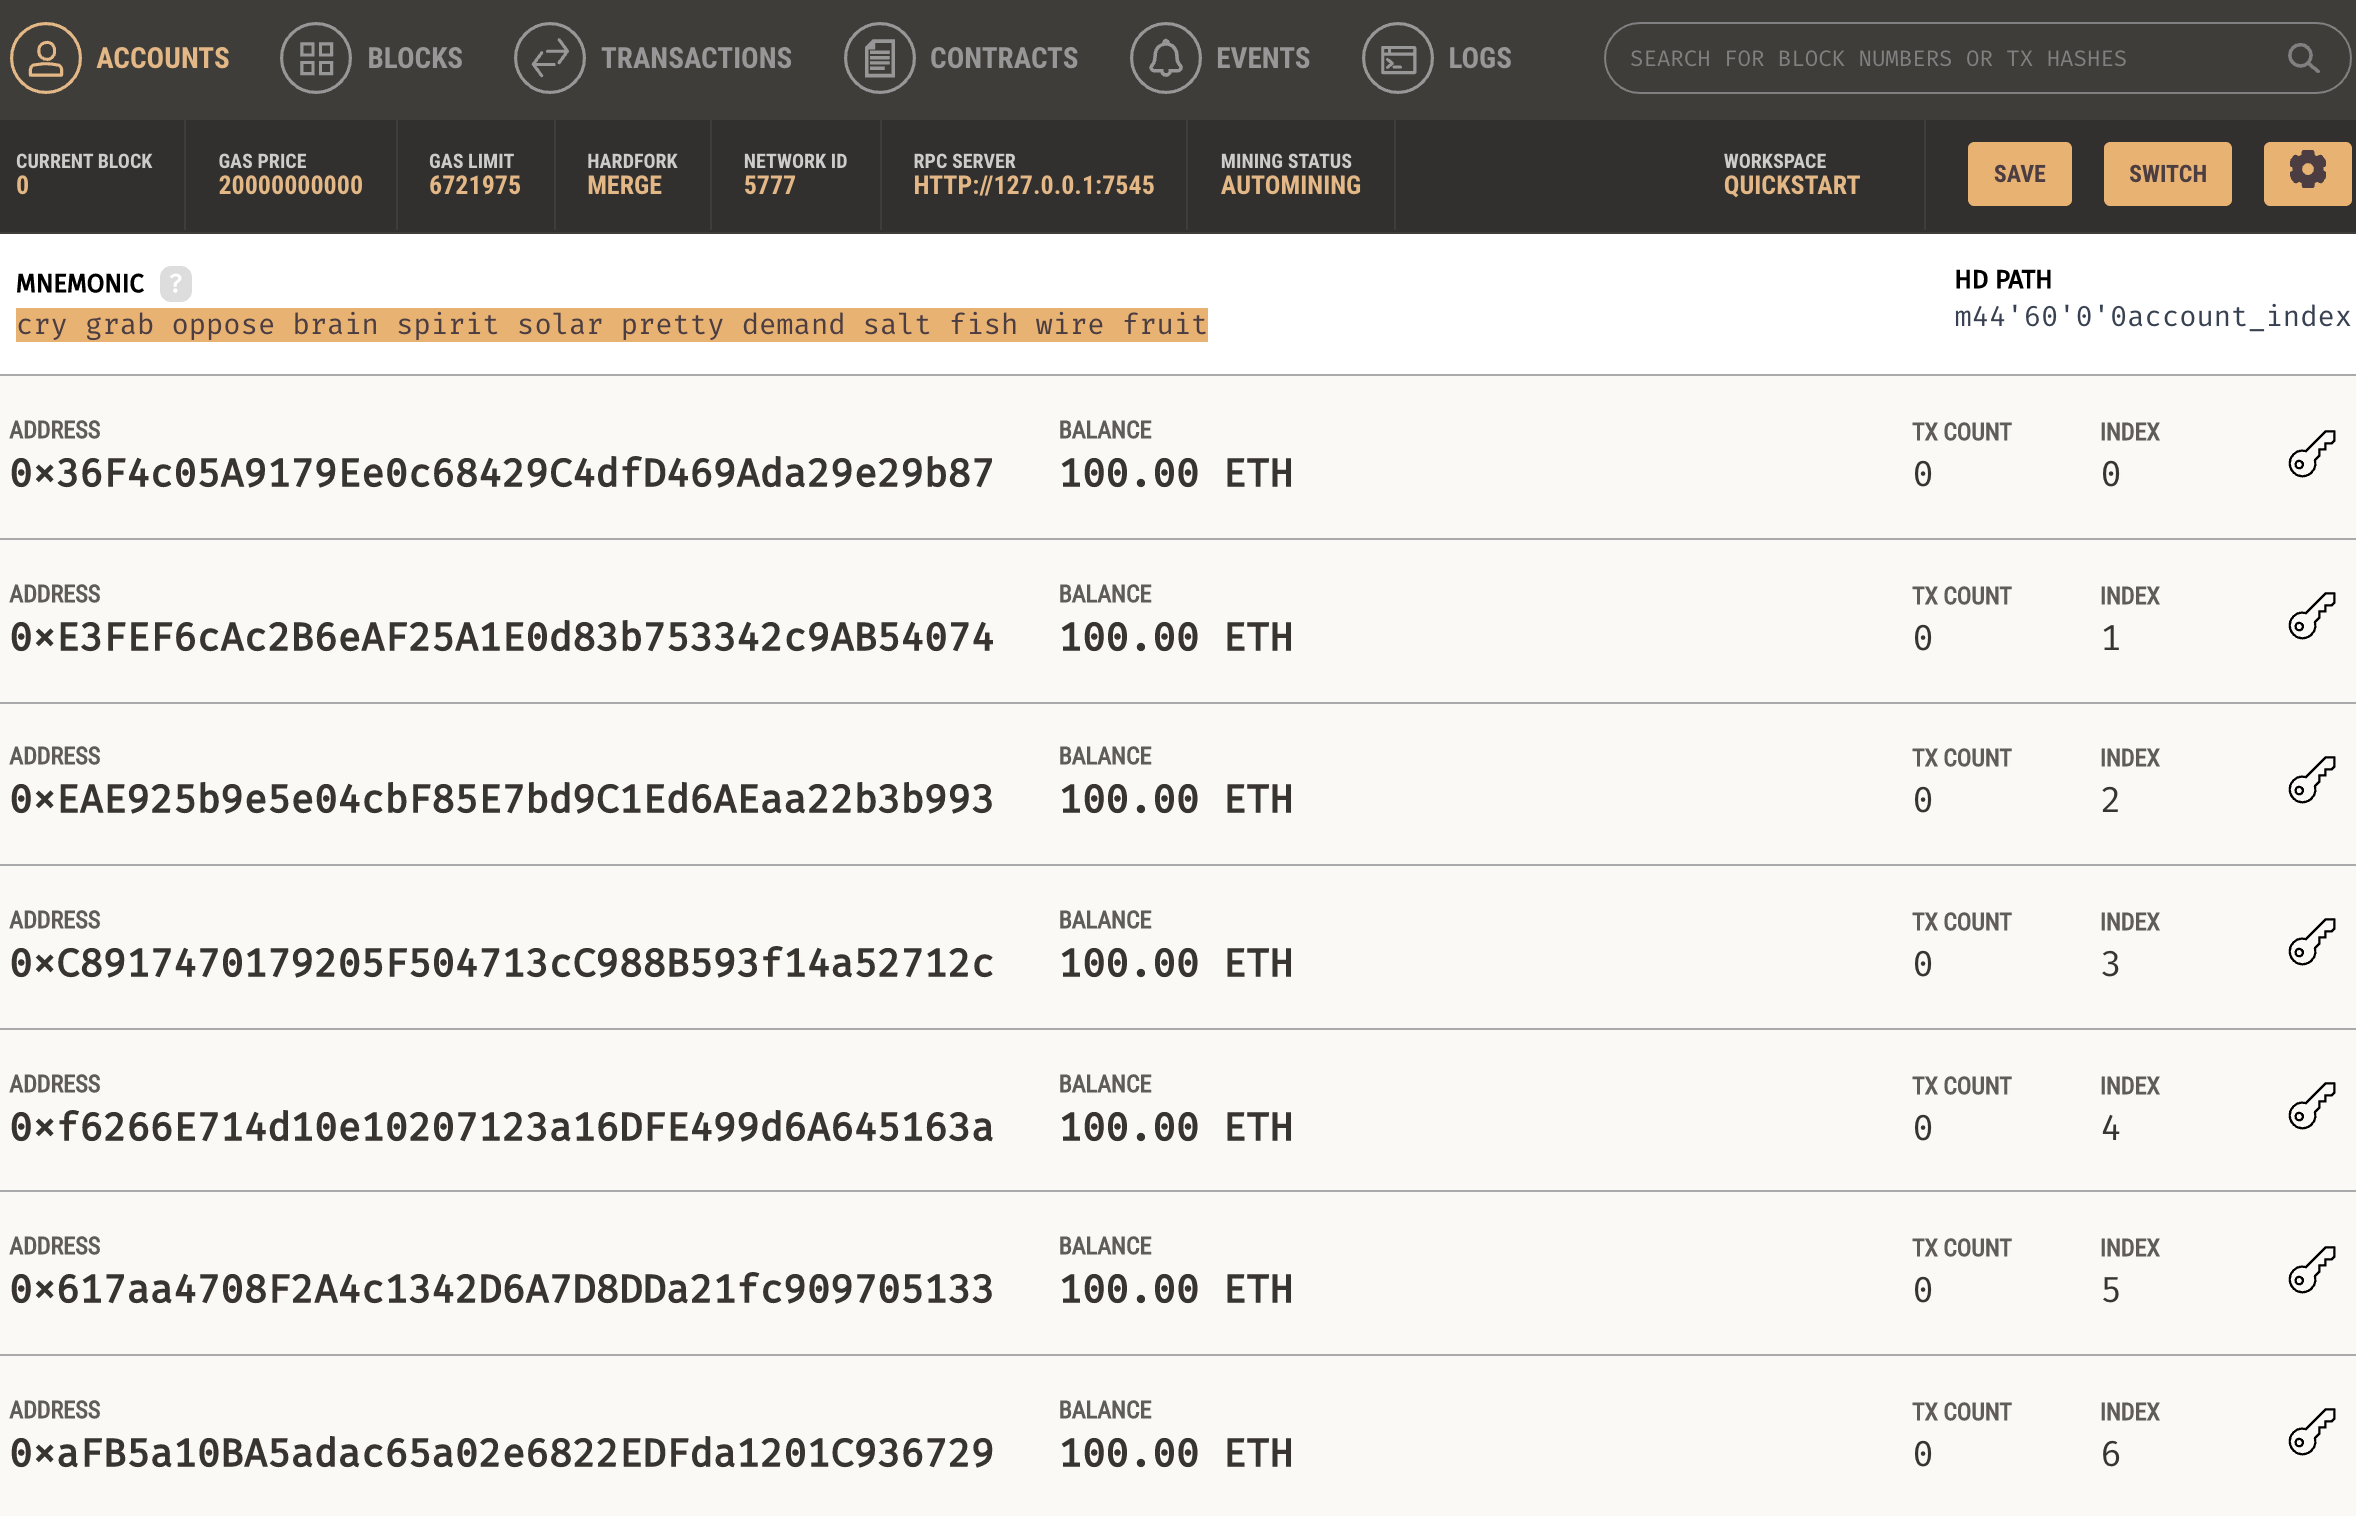 ACCOUNTS BLOCKS TRANSACTIONS CONTRACTS EVENTS LOGS SEARCH FOR BLOCK NUMBERS OR TX HASHES
CURRENT BLOCK GAS PRICE GAS LIMIT HARDFORK NETWORK ID RPC SERVER MINING STATUS WORKSPACE
0 20000000000 6721975 MERGE 5777 HTTP://127.0.0.1:7545 AUTOMINING QUICKSTART SAVE SWITCH
MNEMONIC ? HD PATH
cry grab oppose brain spirit solar pretty demand salt fish wire fruit m44'60'0'0account_index
ADDRESS BALANCE TX COUNT INDEX
0×36F4c05A9179Ee0c68429C4dfD469Ada29e29b87 100.00 ETH 0 0
ADDRESS BALANCE TX COUNT INDEX
0×E3FEF6cAc2B6eAF25A1E0d83b753342c9AB54074 100.00 ETH 0 1
ADDRESS BALANCE TX COUNT INDEX
0×EAE925b9e5e04cbF85E7bd9C1Ed6AEaa22b3b993 100.00 ETH 0 2
ADDRESS BALANCE TX COUNT INDEX
0×C8917470179205F504713cC988B593f14a52712c 100.00 ETH 0 3
ADDRESS BALANCE TX COUNT INDEX
0×f6266E714d10e10207123a16DFE499d6A645163a 100.00 ETH 0 4
ADDRESS BALANCE TX COUNT INDEX
0×617aa4708F2A4c1342D6A7D8DDa21fc909705133 100.00 ETH 0 5
ADDRESS BALANCE TX COUNT INDEX
0×aFB5a10BA5adac65a02e6822EDFda1201C936729 100.00 ETH 0 6